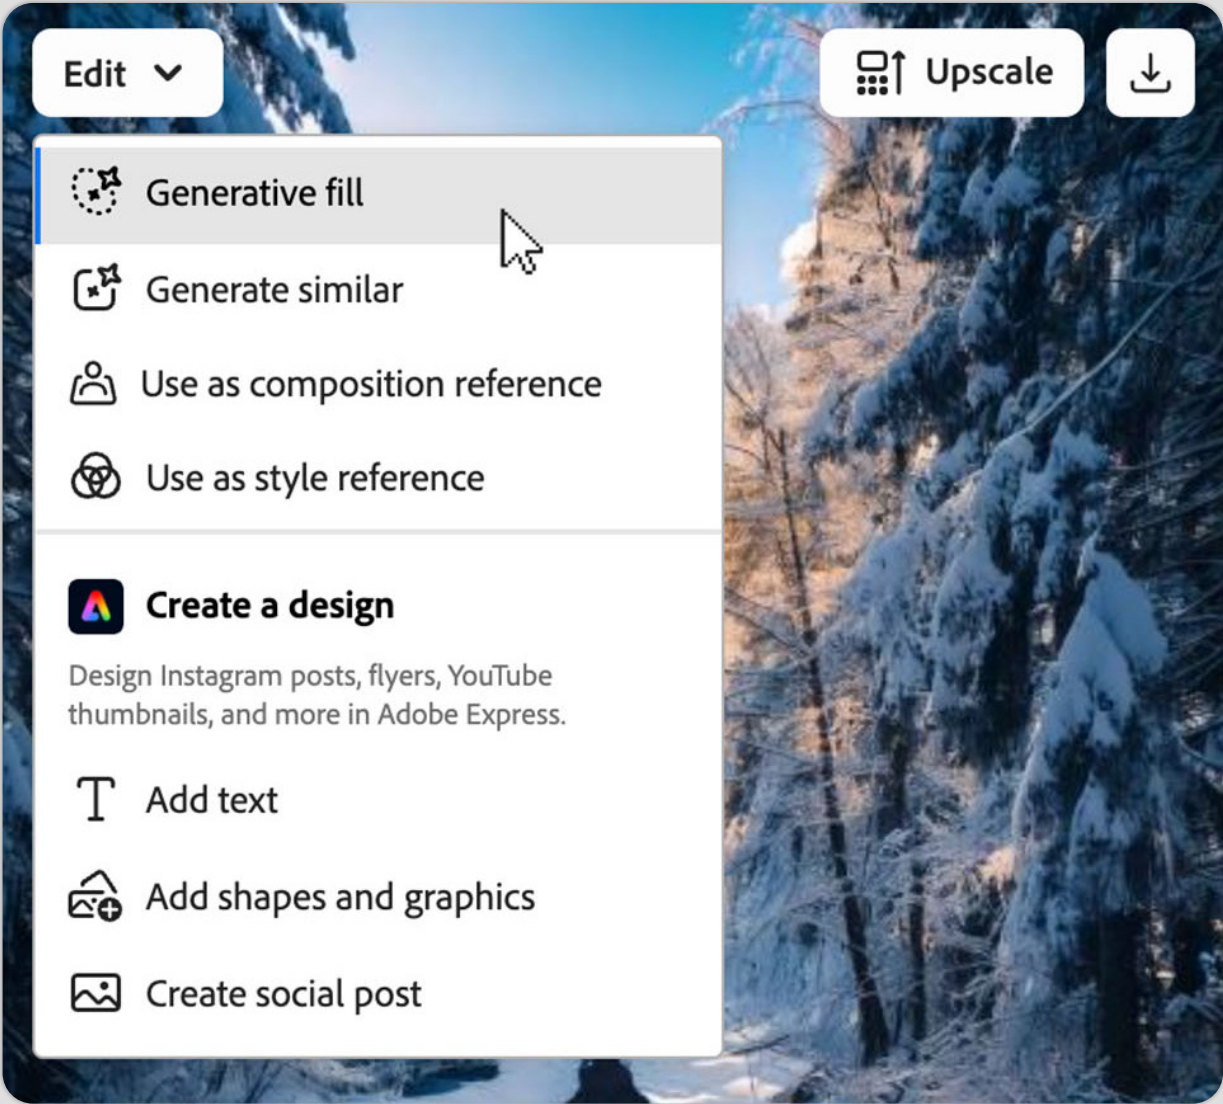 Edit
Upscale
Generative fill
Generate similar
Use as composition reference
Use as style reference
Create a design
Design Instagram posts, flyers, YouTube
thumbnails, and more in Adobe Express.
Add text
Add shapes and graphics
Create social post